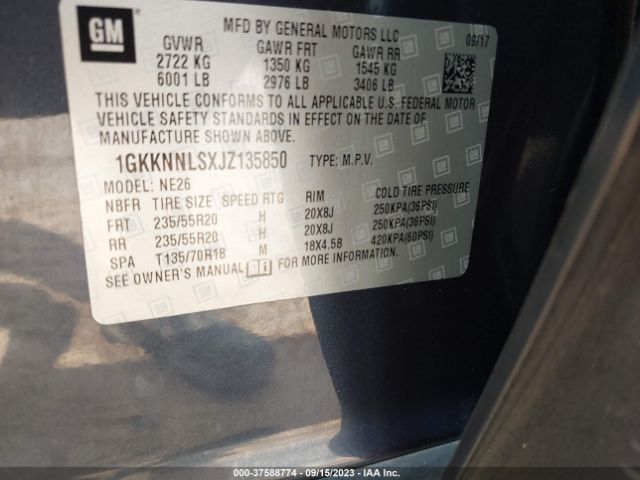 GM
MFD BY GENERAL MOTORS LLC
09/17
GVWR GAWR FRT GAWR RR
2722 KG 1350 KG 1545 KG
6001 LB 2976 LB 3406 LB
THIS VEHICLE CONFORMS TO ALL APPLICABLE U.S. FEDERAL MOTOR
VEHICLE SAFETY STANDARDS IN EFFECT ON THE DATE OF
MANUFACTURE SHOWN ABOVE.
1GKKNNLSXJZ135850 TYPE: M.P.V.
MODEL: NE26
NBFR TIRE SIZE SPEED RTG RIM COLD TIRE PRESSURE
FRT 235/55R20 H 20X8J 250KPA(36PSI)
RR 235/55R20 H 20X8J 250KPA(36PSI)
SPA T135/70R18 M 18X4.5B 420KPA(60PSI)
SEE OWNER'S MANUAL FOR MORE INFORMATION.
000-37588774 - 09/15/2023 - IAA Inc.